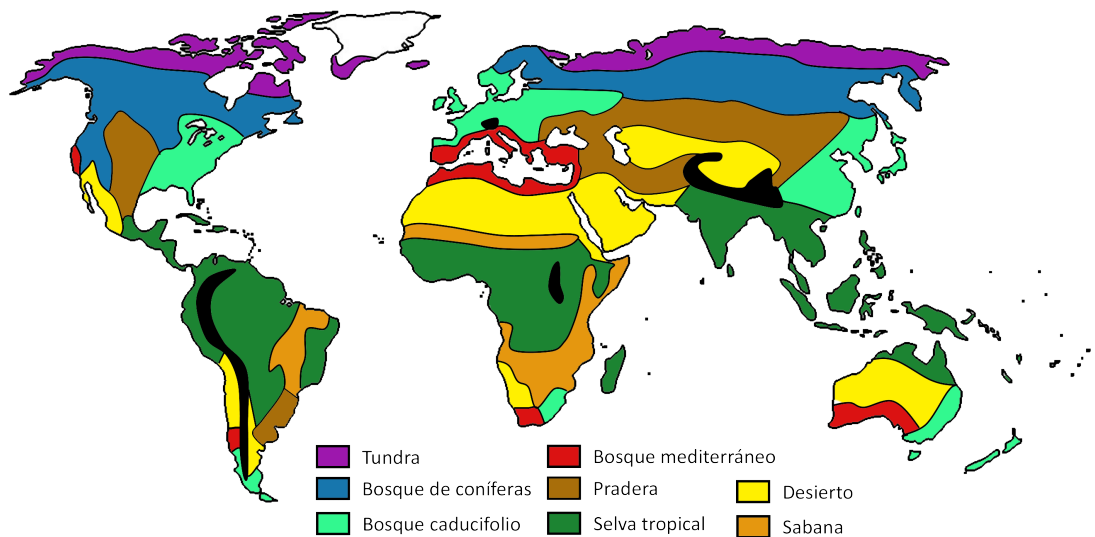 Tundra
Bosque de coníferas
Bosque caducifolio
Bosque mediterráneo
Pradera
Selva tropical
Desierto
Sabana